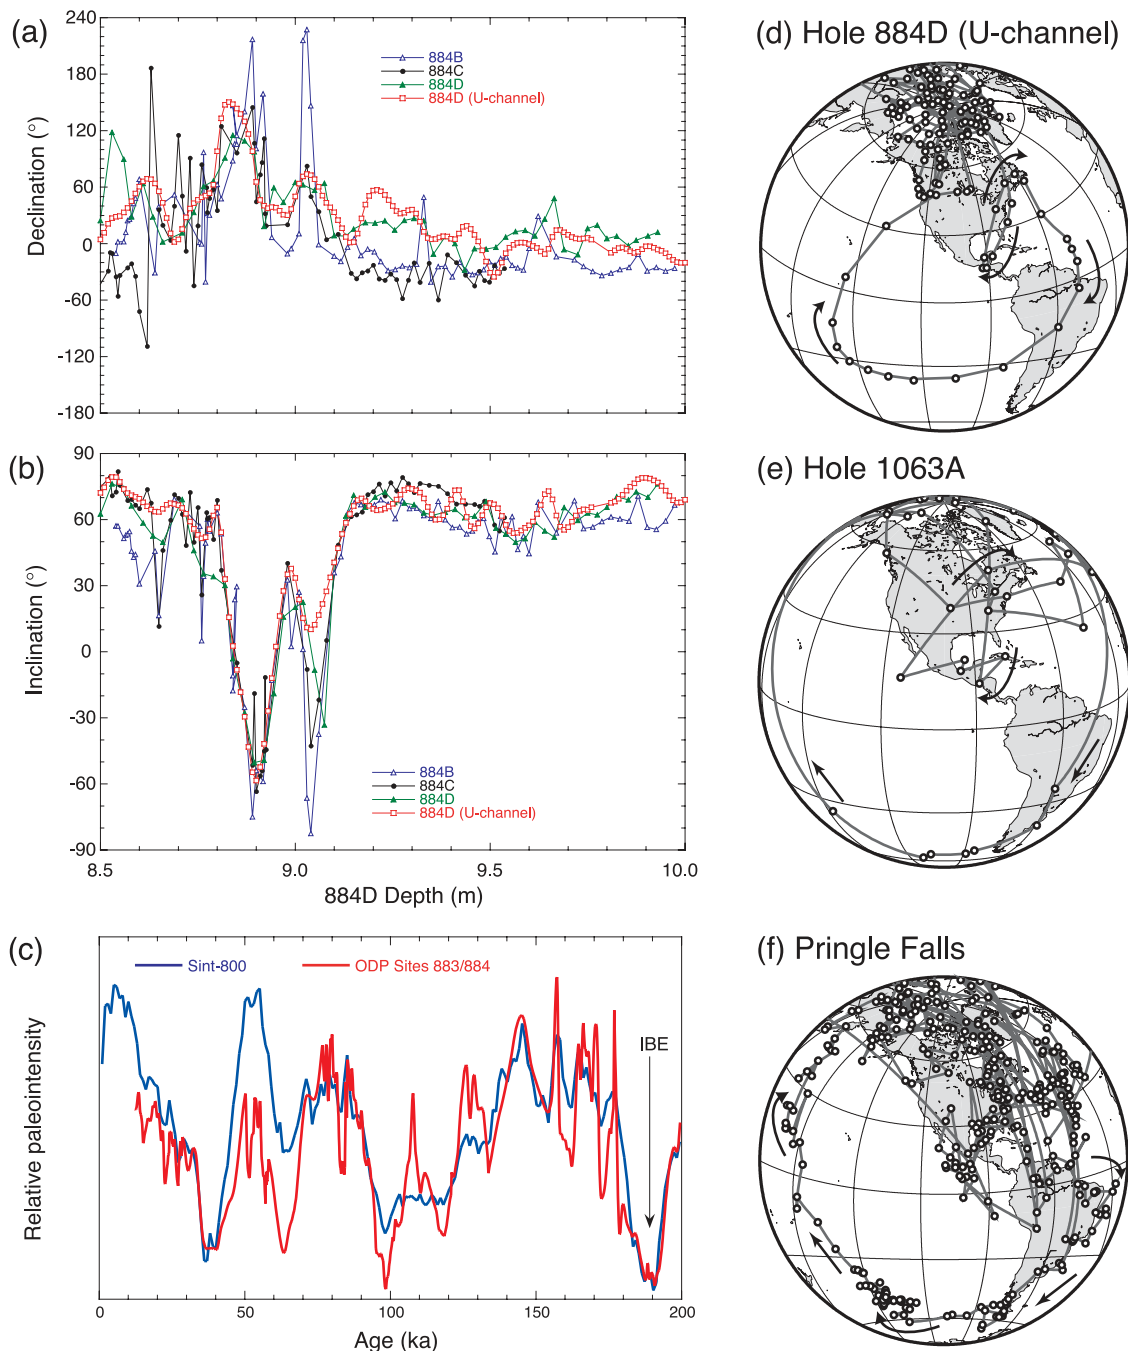 (a)
240
180
120
60
0
-60
-120
-180
Declination (°)
884B
884C
884D
884D (U-channel)
(b)
90
60
30
0
-30
-60
-90
Inclination (°)
884B
884C
884D
884D (U-channel)
8.5
9.0
9.5
10.0
884D Depth (m)
(c)
Sint-800
ODP Sites 883/884
IBE
Relative paleointensity
0
50
100
150
200
Age (ka)
(d) Hole 884D (U-channel)
(e) Hole 1063A
(f) Pringle Falls